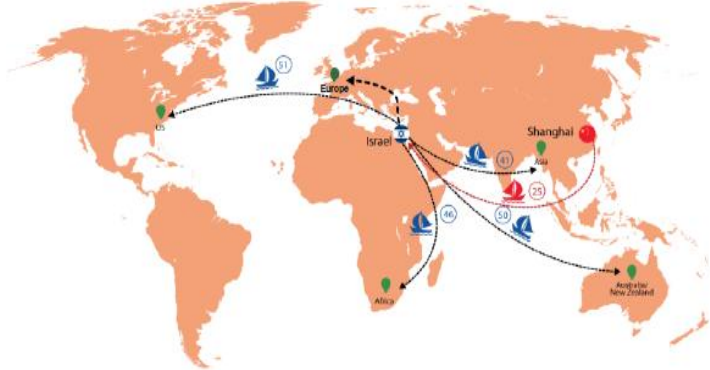 51
Europe
US
Israel
Shanghai
41
Asia
25
46
50
Africa
Australia/
New Zealand